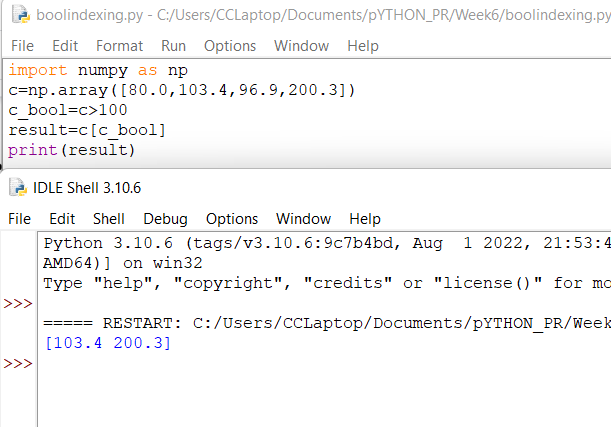 boolindexing.py - C:/Users/CCLaptop/Documents/pYTHON_PR/Week6/boolindexing.py
File Edit Format Run Options Window Help
import numpy as np
c=np.array([80.0,103.4,96.9,200.3])
c_bool=c>100
result=c[c_bool]
print(result)
IDLE Shell 3.10.6
File Edit Shell Debug Options Window Help
Python 3.10.6 (tags/v3.10.6:9c7b4bd, Aug  1 2022, 21:53:4
AMD64)] on win32
Type "help", "copyright", "credits" or "license()" for mo
>>>
===== RESTART: C:/Users/CCLaptop/Documents/pYTHON_PR/Week
[103.4 200.3]
>>>